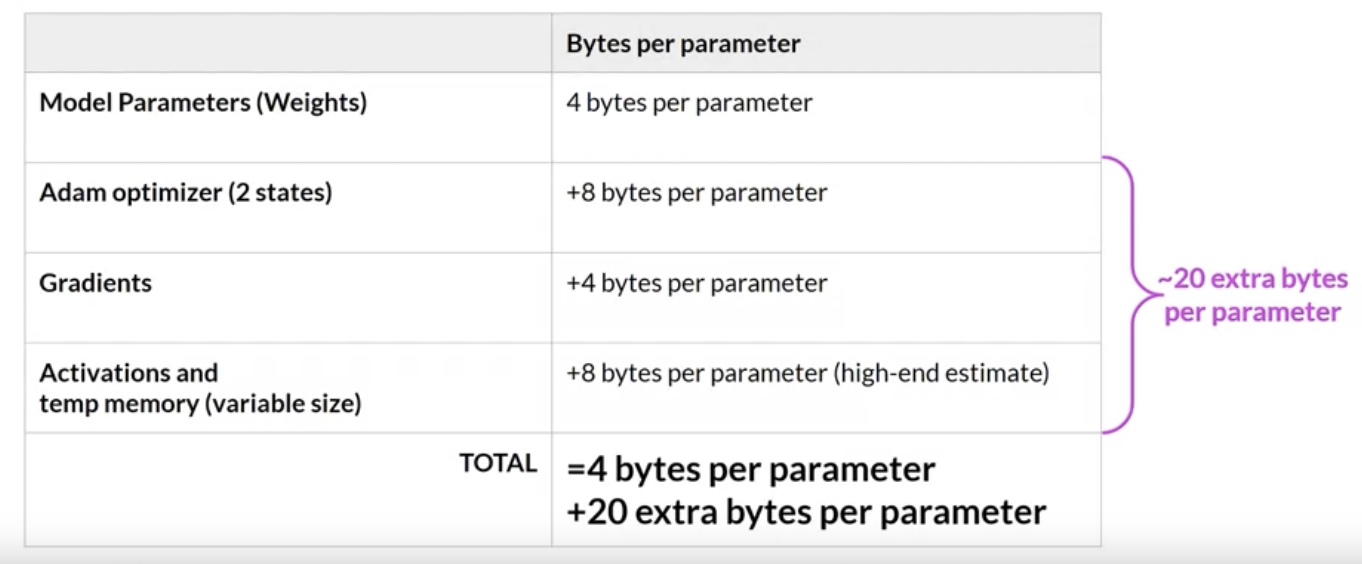 Bytes per parameter
Model Parameters (Weights)
4 bytes per parameter
Adam optimizer (2 states)
+8 bytes per parameter
Gradients
+4 bytes per parameter
Activations and
temp memory (variable size)
+8 bytes per parameter (high-end estimate)
~20 extra bytes
per parameter
TOTAL
=4 bytes per parameter
+20 extra bytes per parameter